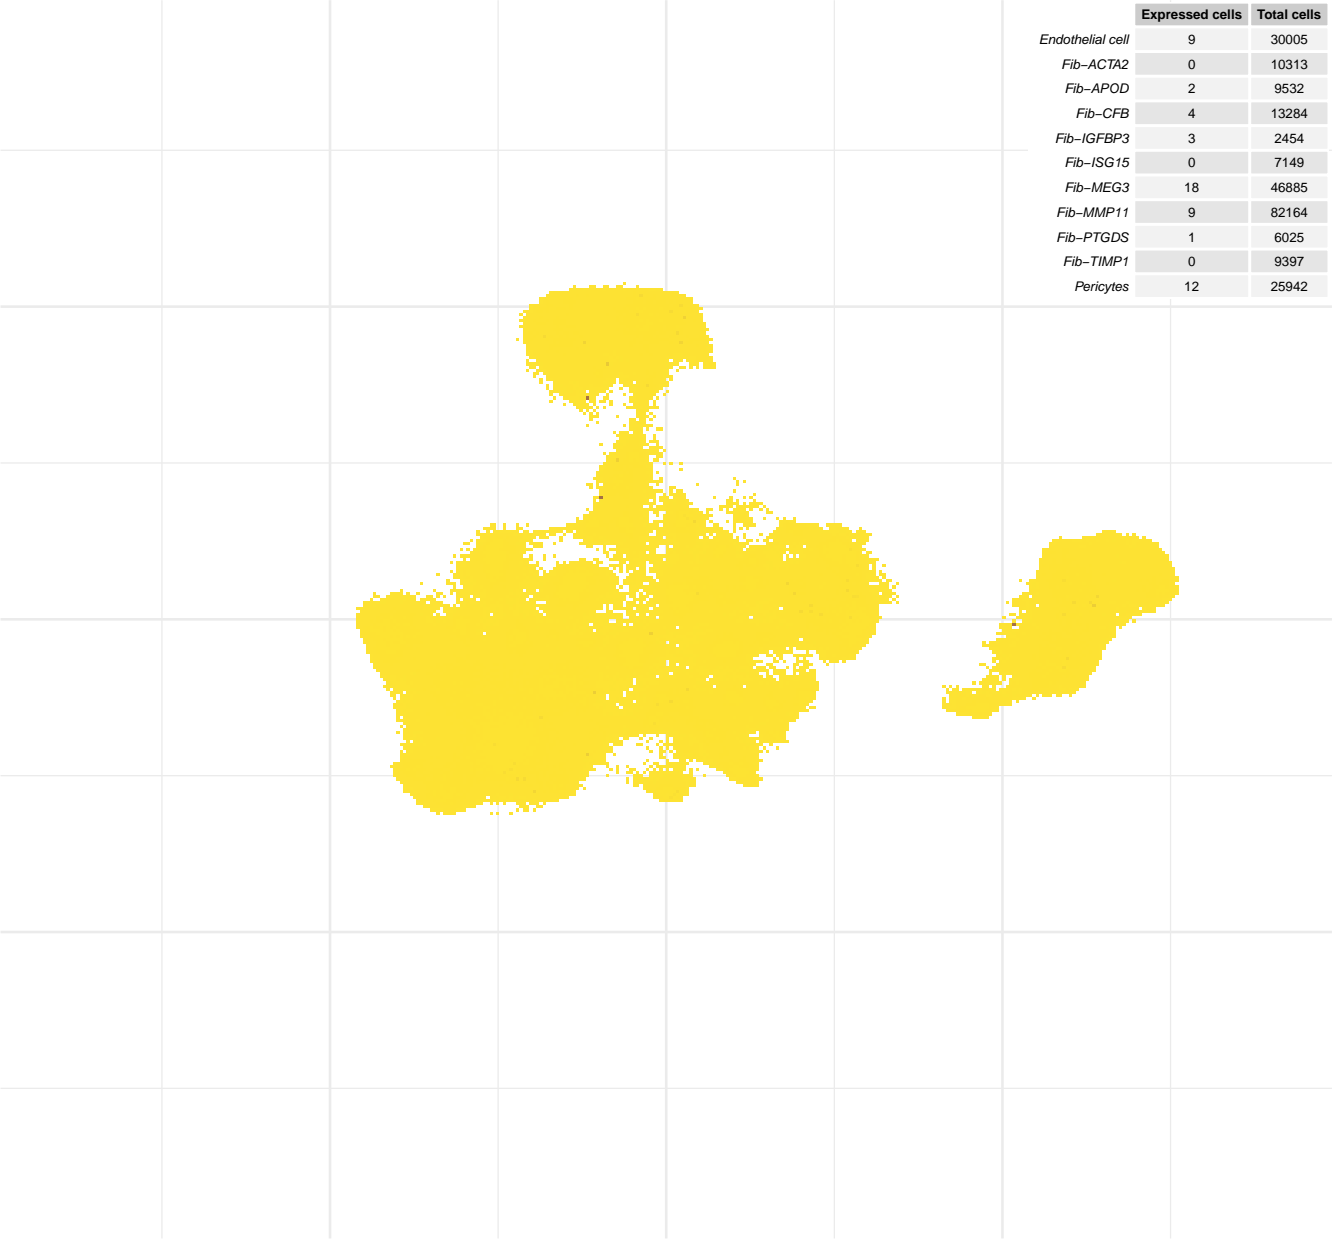 Expressed cells Total cells
Endothelial cell 9 30005
Fib−ACTA2 0 10313
Fib−APOD 2 9532
Fib−CFB 4 13284
Fib−IGFBP3 3 2454
Fib−ISG15 0 7149
Fib−MEG3 18 46885
Fib−MMP11 9 82164
Fib−PTGDS 1 6025
Fib−TIMP1 0 9397
Pericytes 12 25942